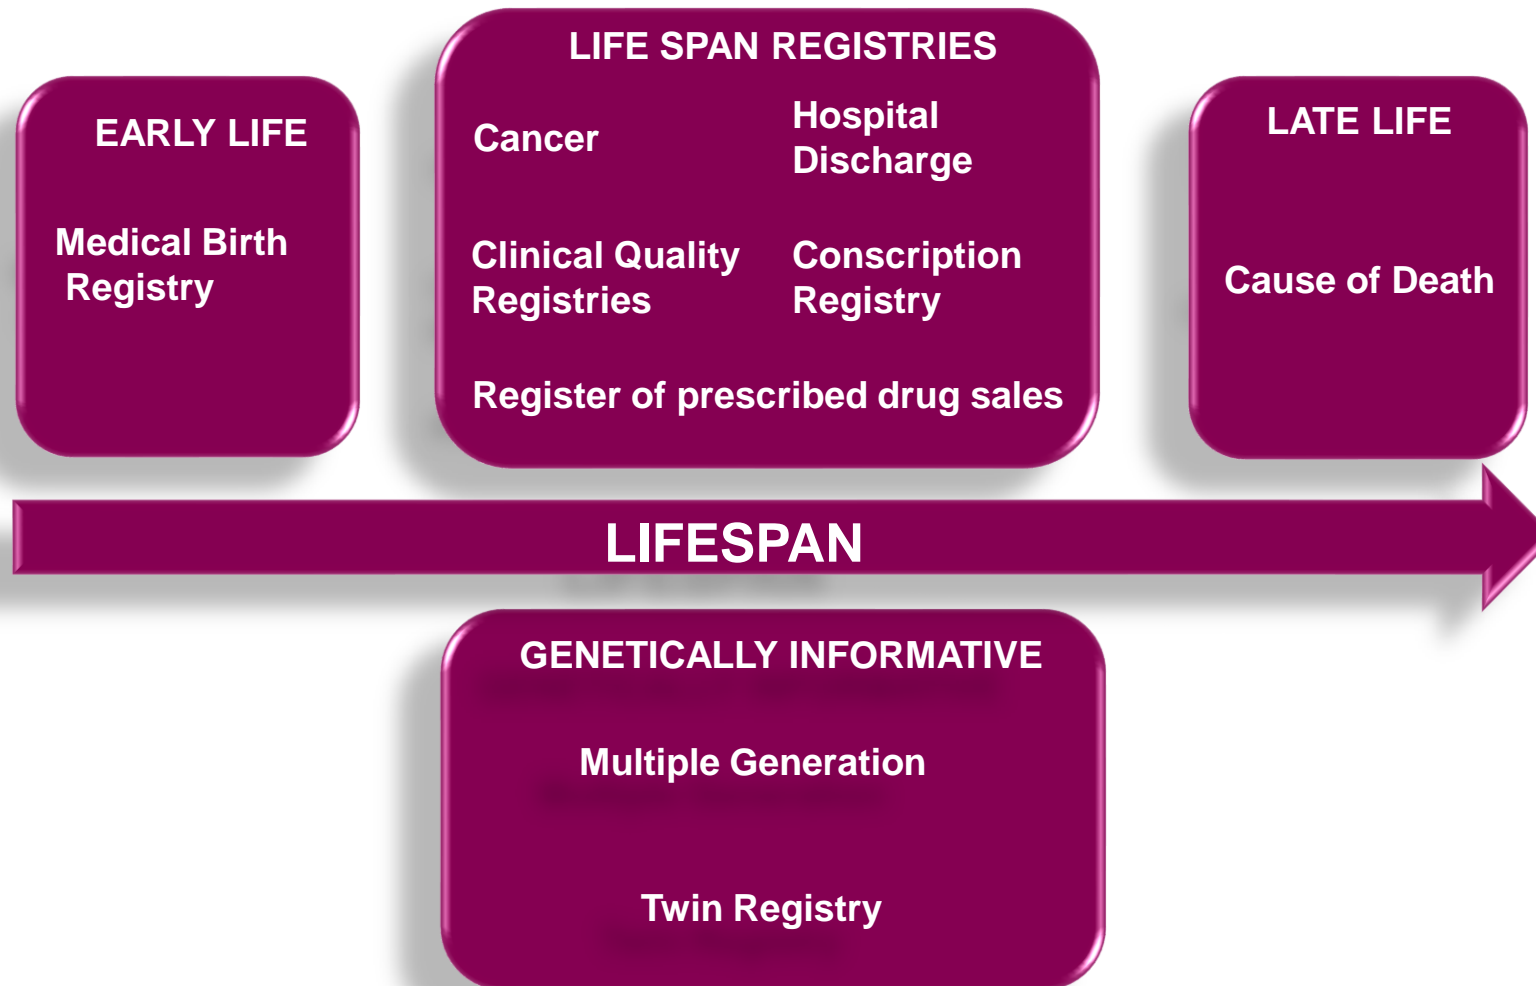 EARLY LIFE
Medical Birth
Registry
LIFE SPAN REGISTRIES
Cancer
Hospital
Discharge
Clinical Quality
Registries
Conscription
Registry
Register of prescribed drug sales
LATE LIFE
Cause of Death
LIFESPAN
GENETICALLY INFORMATIVE
Multiple Generation
Twin Registry